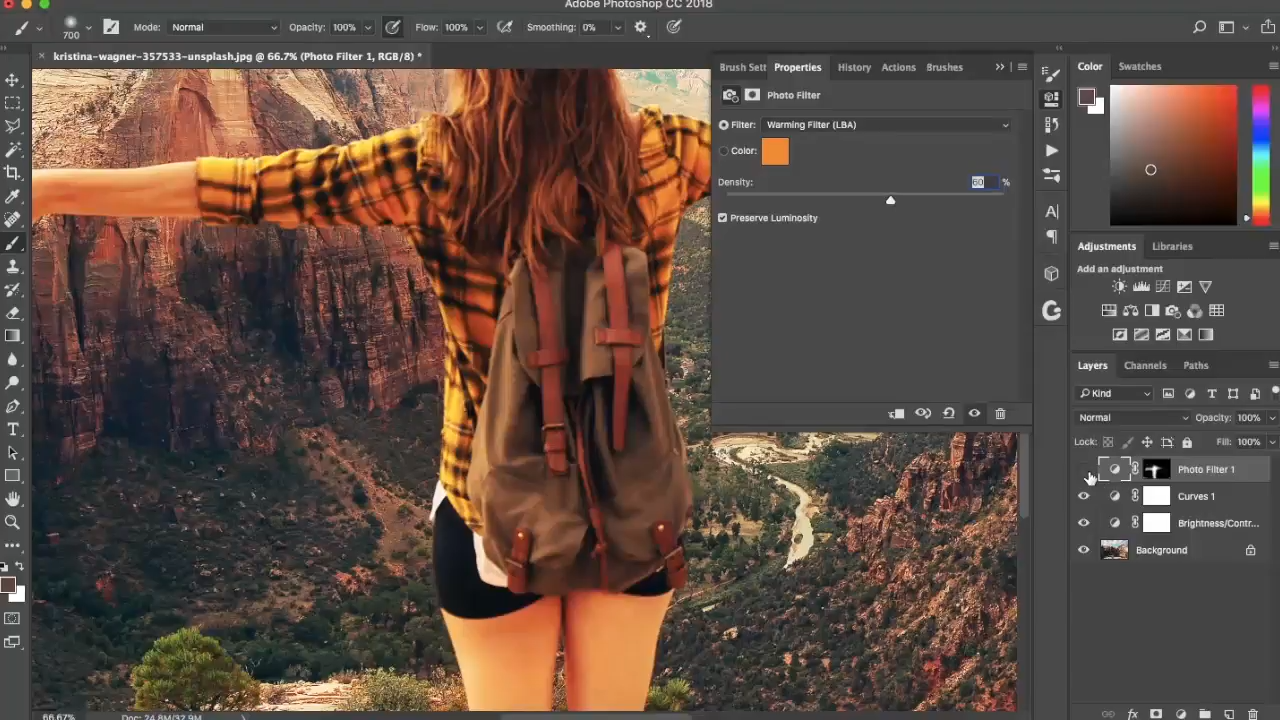 Adobe Photoshop CC 2018
700 Mode: Normal Opacity: 100% Flow: 100% Smoothing: 0%
kristina-wagner-357533-unsplash.jpg @ 66.7% (Photo Filter 1, RGB/8) *
Brush Sett Properties History Actions Brushes
Photo Filter
Filter: Warming Filter (LBA)
Color:
Density: 60 %
Preserve Luminosity
Color Swatches
Adjustments Libraries
Add an adjustment
Layers Channels Paths
Kind
Normal Opacity: 100%
Lock: Fill: 100%
Photo Filter 1
Curves 1
Brightness/Contr...
Background
66.67% Doc: 24.8M/32.9M